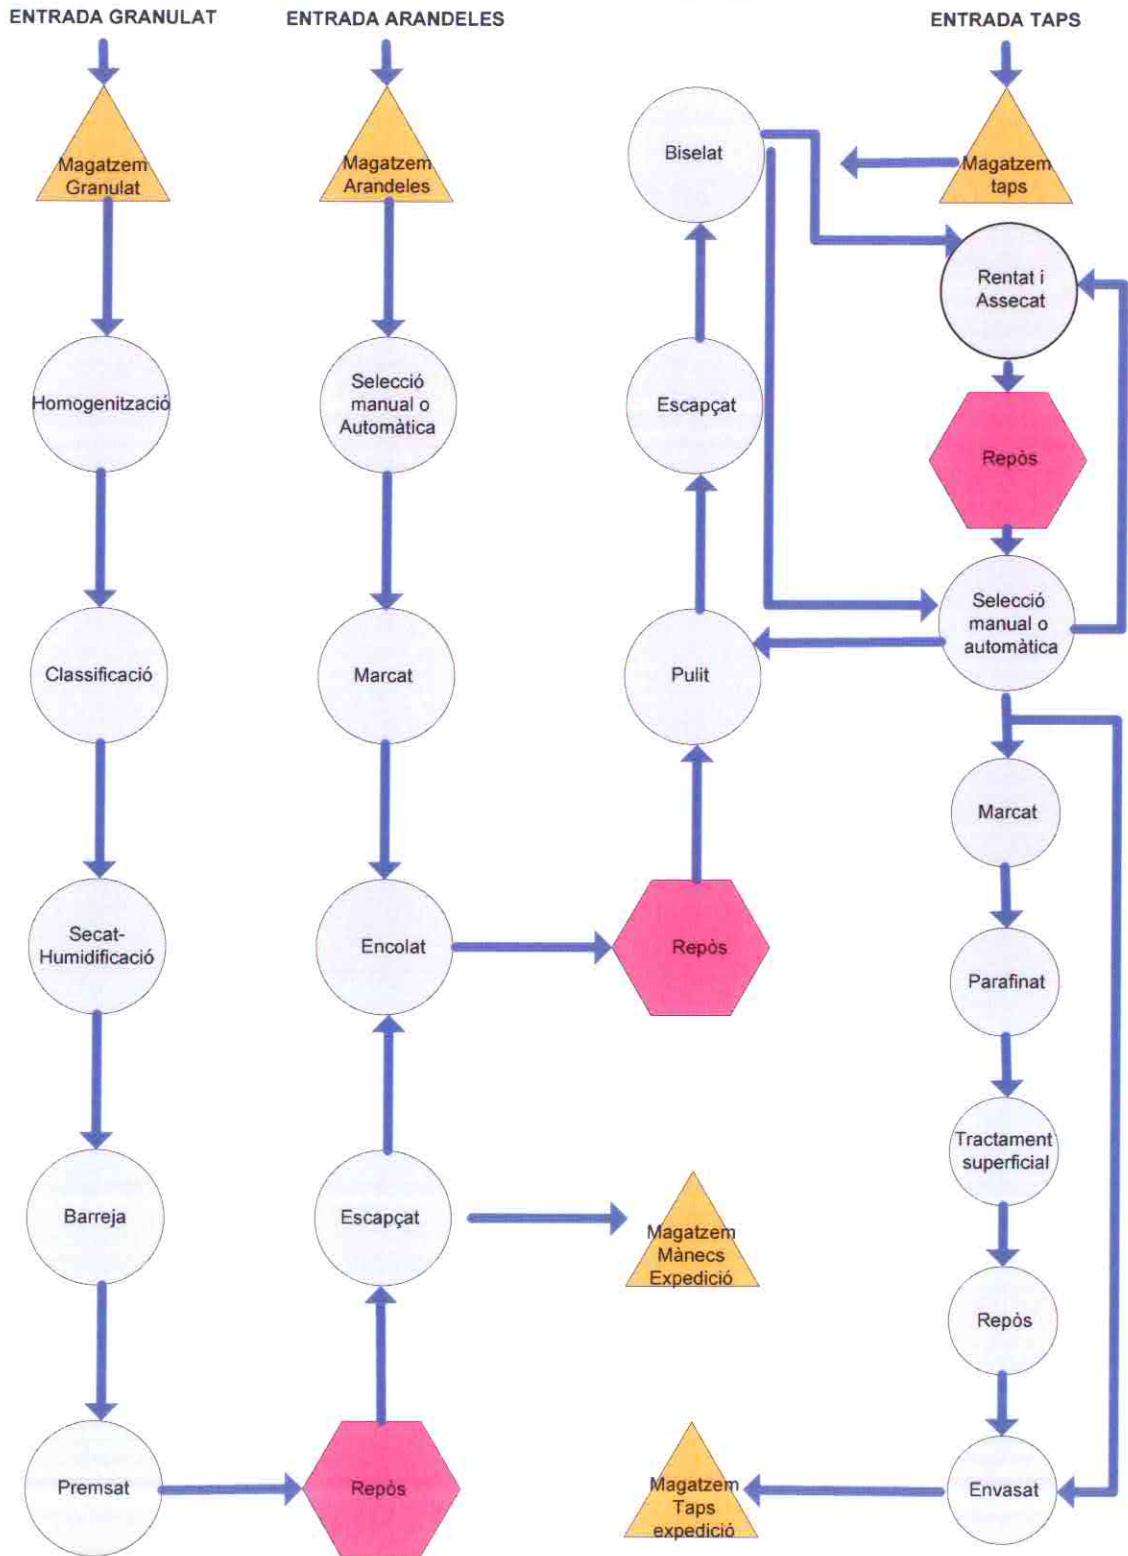 ENTRADA GRANULAT
Magatzem
Granulat
Homogenització
Classificació
Secat-
Humidificació
Barreja
Premsat
ENTRADA ARANDELES
Magatzem
Arandeles
Selecció
manual o
Automàtica
Marcat
Encolat
Escapçat
Repòs
Biselat
Escapçat
Pulit
Repòs
Magatzem
Mànecs
Expedició
Magatzem
Taps
expedició
ENTRADA TAPS
Magatzem
taps
Rentat i
Assecat
Repòs
Selecció
manual o
automàtica
Marcat
Parafinat
Tractament
superficial
Repòs
Envasat